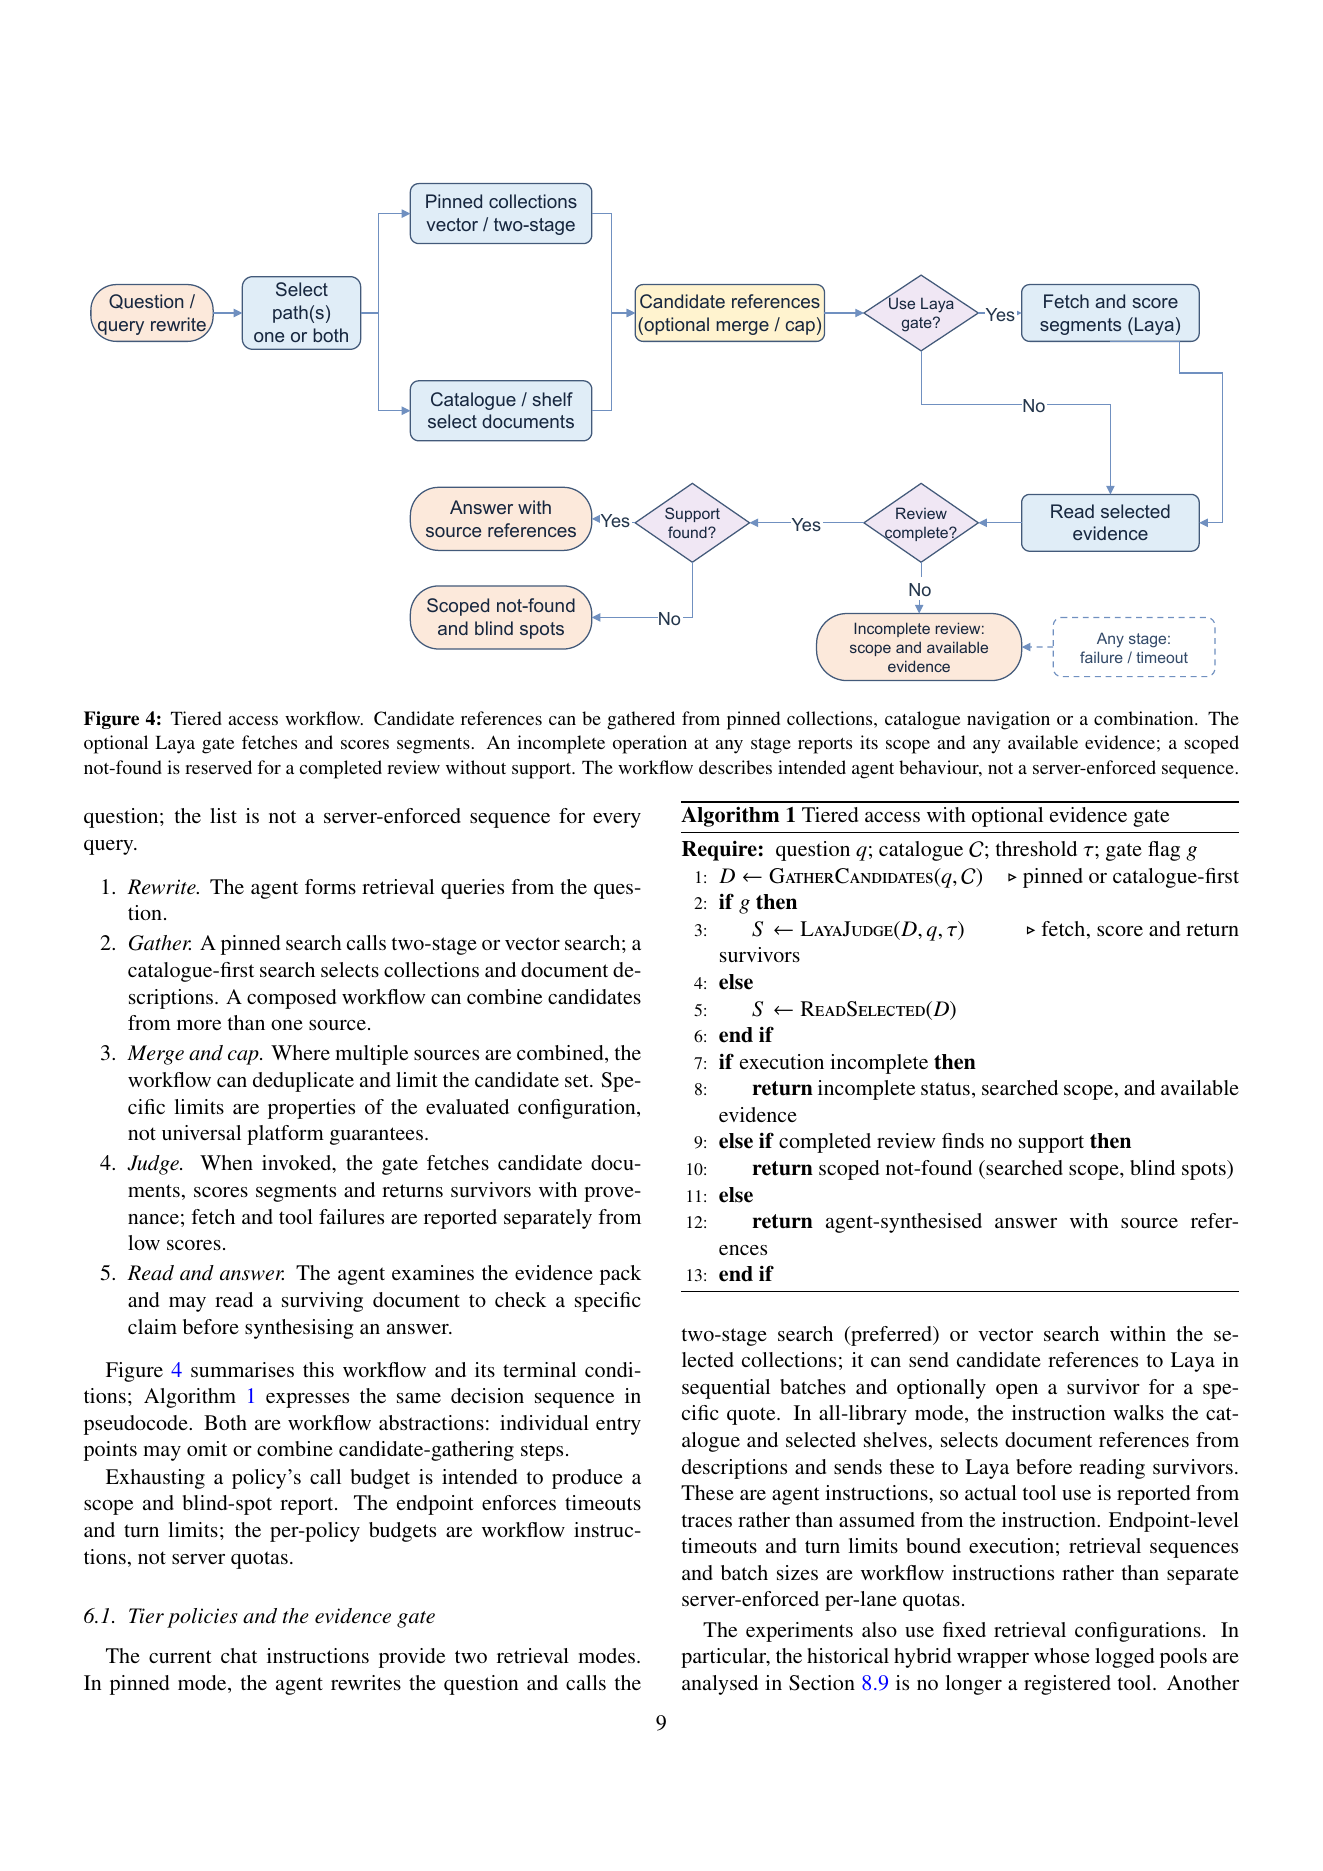 Pinned collections
vector / two-stage
Question /
query rewrite
Select
path(s)
one or both
Candidate references
(optional merge / cap)
Use Laya
gate?
Yes
Fetch and score
segments (Laya)
Catalogue / shelf
select documents
No
Answer with
source references
Yes
Support
found?
Yes
Review
complete?
Read selected
evidence
No
Scoped not-found
and blind spots
No
Incomplete review:
scope and available
evidence
Any stage:
failure / timeout
Figure 4: Tiered access workflow. Candidate references can be gathered from pinned collections, catalogue navigation or a combination. The
optional Laya gate fetches and scores segments. An incomplete operation at any stage reports its scope and any available evidence; a scoped
not-found is reserved for a completed review without support. The workflow describes intended agent behaviour, not a server-enforced sequence.
question; the list is not a server-enforced sequence for every
query.
1. Rewrite. The agent forms retrieval queries from the ques-
tion.
2. Gather. A pinned search calls two-stage or vector search; a
catalogue-first search selects collections and document de-
scriptions. A composed workflow can combine candidates
from more than one source.
3. Merge and cap. Where multiple sources are combined, the
workflow can deduplicate and limit the candidate set. Spe-
cific limits are properties of the evaluated configuration,
not universal platform guarantees.
4. Judge. When invoked, the gate fetches candidate docu-
ments, scores segments and returns survivors with prove-
nance; fetch and tool failures are reported separately from
low scores.
5. Read and answer. The agent examines the evidence pack
and may read a surviving document to check a specific
claim before synthesising an answer.
Figure 4 summarises this workflow and its terminal condi-
tions; Algorithm 1 expresses the same decision sequence in
pseudocode. Both are workflow abstractions: individual entry
points may omit or combine candidate-gathering steps.
Exhausting a policy's call budget is intended to produce a
scope and blind-spot report. The endpoint enforces timeouts
and turn limits; the per-policy budgets are workflow instruc-
tions, not server quotas.
6.1. Tier policies and the evidence gate
The current chat instructions provide two retrieval modes.
In pinned mode, the agent rewrites the question and calls the
Algorithm 1 Tiered access with optional evidence gate
Require: question q; catalogue C; threshold τ; gate flag g
1: D ← GatherCandidates(q, C) ▹ pinned or catalogue-first
2: if g then
3: S ← LayaJudge(D, q, τ) ▹ fetch, score and return
survivors
4: else
5: S ← ReadSelected(D)
6: end if
7: if execution incomplete then
8: return incomplete status, searched scope, and available
evidence
9: else if completed review finds no support then
10: return scoped not-found (searched scope, blind spots)
11: else
12: return agent-synthesised answer with source refer-
ences
13: end if
two-stage search (preferred) or vector search within the se-
lected collections; it can send candidate references to Laya in
sequential batches and optionally open a survivor for a spe-
cific quote. In all-library mode, the instruction walks the cat-
alogue and selected shelves, selects document references from
descriptions and sends these to Laya before reading survivors.
These are agent instructions, so actual tool use is reported from
traces rather than assumed from the instruction. Endpoint-level
timeouts and turn limits bound execution; retrieval sequences
and batch sizes are workflow instructions rather than separate
server-enforced per-lane quotas.
The experiments also use fixed retrieval configurations. In
particular, the historical hybrid wrapper whose logged pools are
analysed in Section 8.9 is no longer a registered tool. Another
9